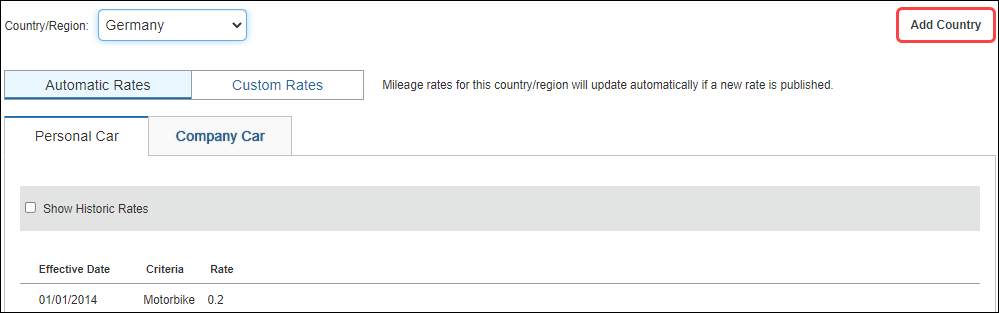 Country/Region: Germany Add Country
Automatic Rates Custom Rates Mileage rates for this country/region will update automatically if a new rate is published.
Personal Car Company Car
Show Historic Rates
Effective Date Criteria Rate
01/01/2014 Motorbike 0.2